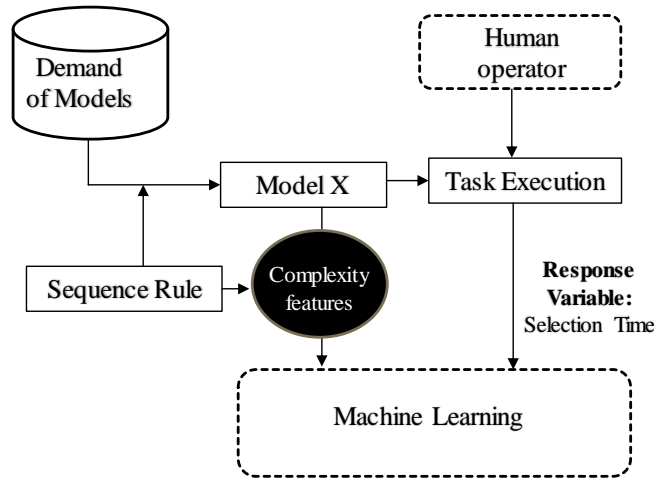 Demand
of Models
Human
operator
Model X
Task Execution
Sequence Rule
Complexity
features
Response
Variable:
Selection Time
Machine Learning